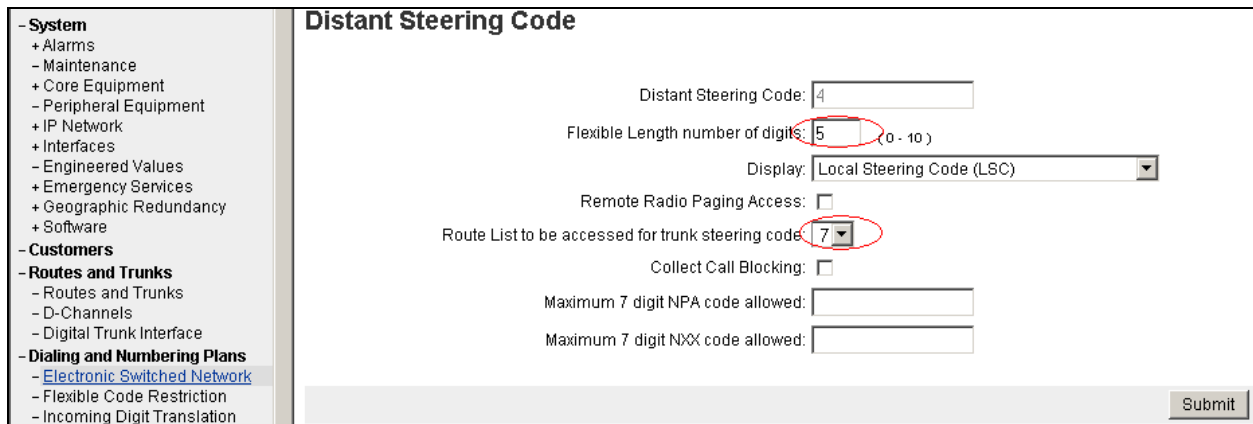 – System
+ Alarms
– Maintenance
+ Core Equipment
– Peripheral Equipment
+ IP Network
+ Interfaces
– Engineered Values
+ Emergency Services
+ Geographic Redundancy
+ Software
– Customers
– Routes and Trunks
– Routes and Trunks
– D-Channels
– Digital Trunk Interface
– Dialing and Numbering Plans
– Electronic Switched Network
– Flexible Code Restriction
– Incoming Digit Translation
Distant Steering Code
Distant Steering Code: 4
Flexible Length number of digits: 5 ( 0 - 10 )
Display: Local Steering Code (LSC)
Remote Radio Paging Access:
Route List to be accessed for trunk steering code: 7
Collect Call Blocking:
Maximum 7 digit NPA code allowed:
Maximum 7 digit NXX code allowed:
Submit